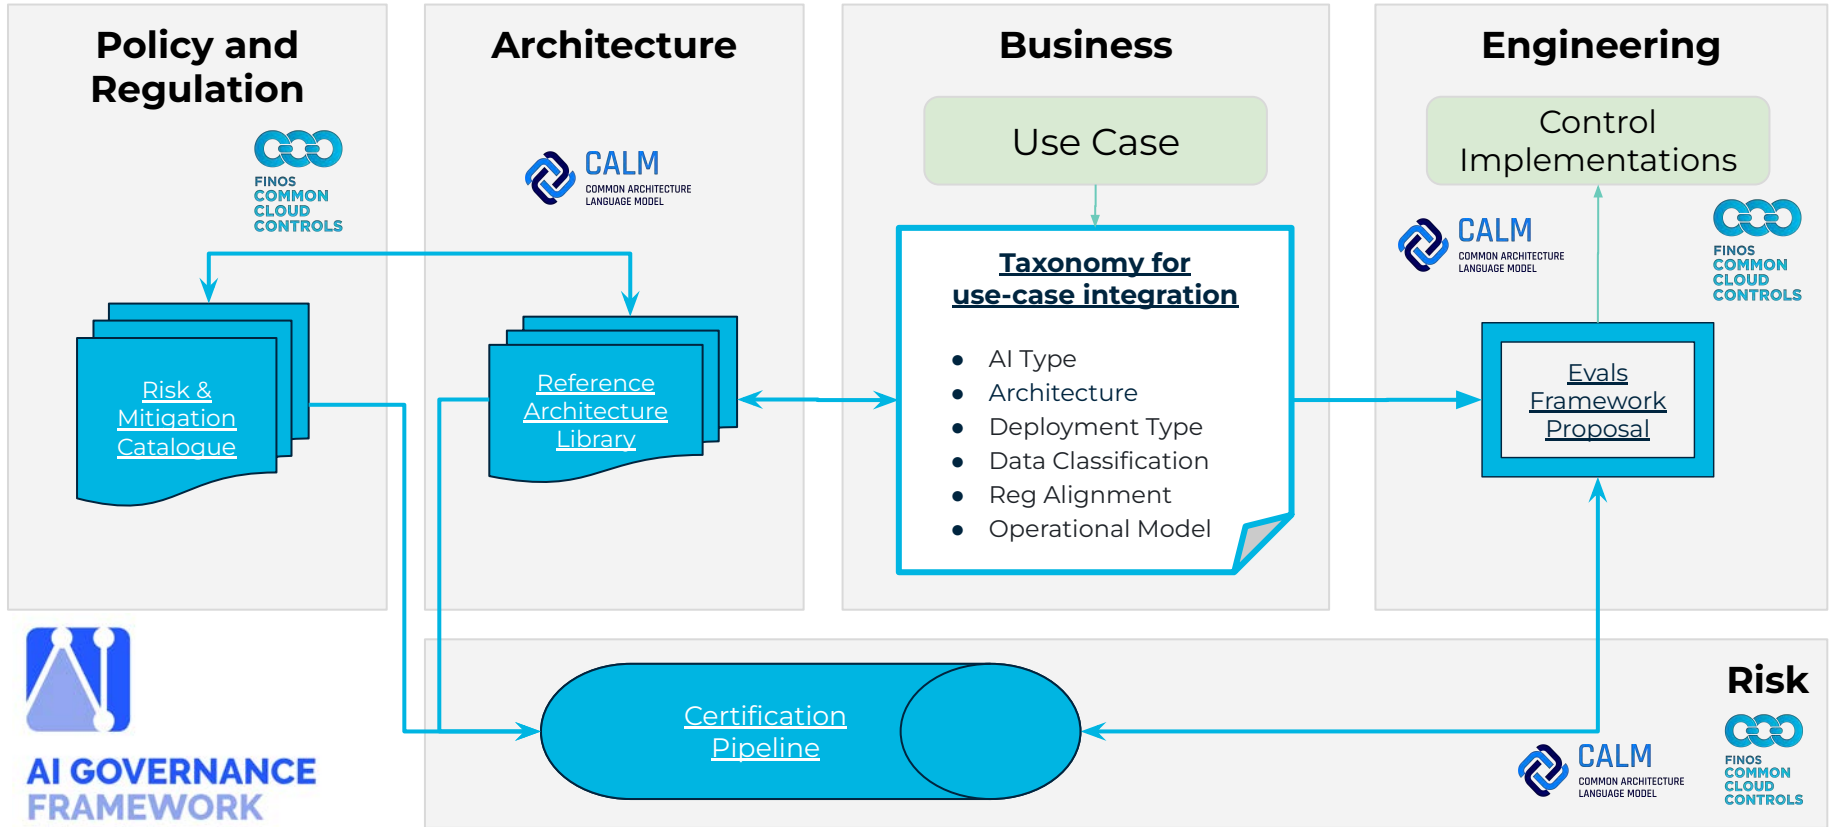 Policy and
Regulation
FINOS
COMMON
CLOUD
CONTROLS
Risk &
Mitigation
Catalogue
Architecture
CALM
COMMON ARCHITECTURE
LANGUAGE MODEL
Reference
Architecture
Library
Business
Use Case
Taxonomy for
use-case integration
● AI Type
● Architecture
● Deployment Type
● Data Classification
● Reg Alignment
● Operational Model
Engineering
Control
Implementations
CALM
COMMON ARCHITECTURE
LANGUAGE MODEL
FINOS
COMMON
CLOUD
CONTROLS
Evals
Framework
Proposal
AI GOVERNANCE
FRAMEWORK
Certification
Pipeline
Risk
CALM
COMMON ARCHITECTURE
LANGUAGE MODEL
FINOS
COMMON
CLOUD
CONTROLS